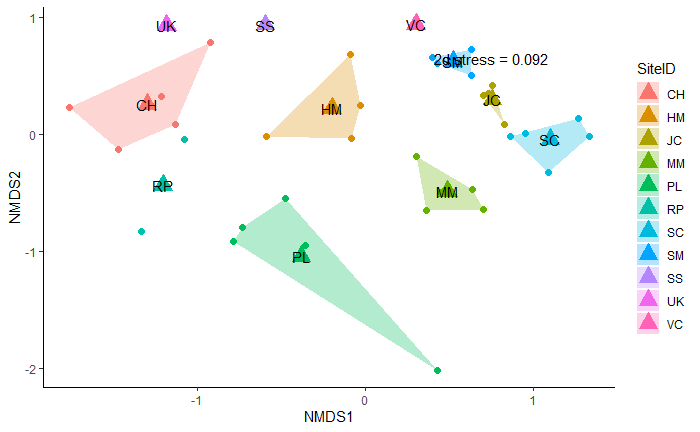 1
0
-1
-2
NMDS2
UK
SS
VC
2d stress = 0.092
SM
CH
HM
JC
SC
RP
MM
PL
-1
0
1
NMDS1
SiteID
CH
HM
JC
MM
PL
RP
SC
SM
SS
UK
VC